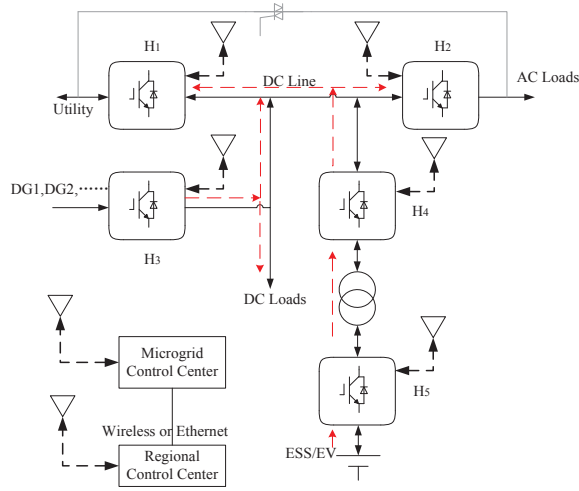 H1
H2
DC Line
AC Loads
Utility
DG1,DG2,······
H4
H3
DC Loads
Microgrid
Control Center
H5
Wireless or Ethernet
ESS/EV
Regional
Control Center